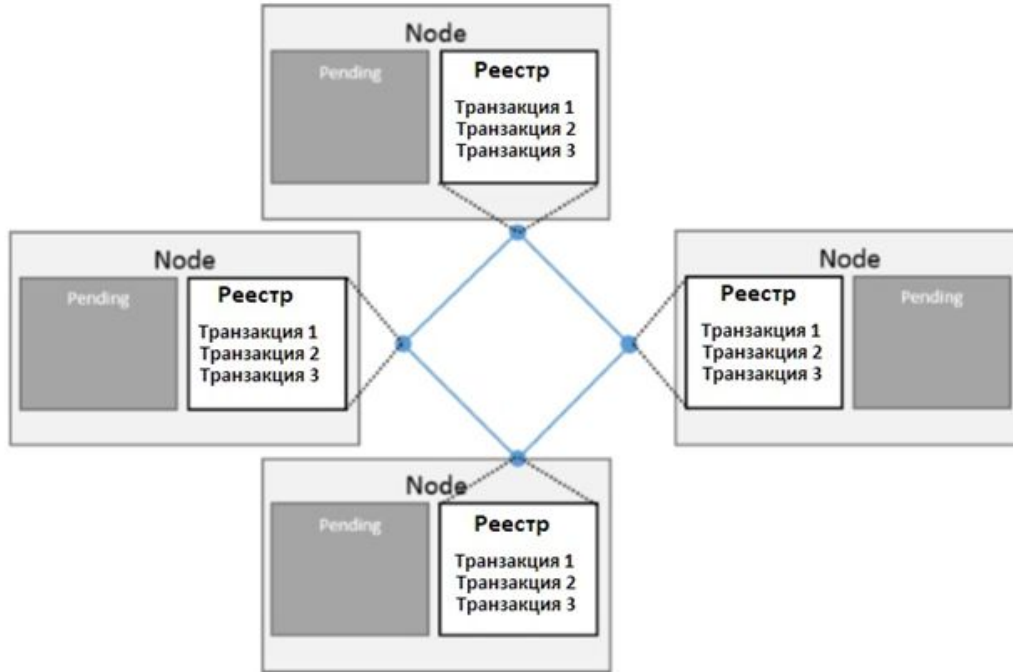 Node
Pending
Реестр
Транзакция 1
Транзакция 2
Транзакция 3
Node
Pending
Реестр
Транзакция 1
Транзакция 2
Транзакция 3
Node
Реестр
Транзакция 1
Транзакция 2
Транзакция 3
Pending
Node
Pending
Реестр
Транзакция 1
Транзакция 2
Транзакция 3